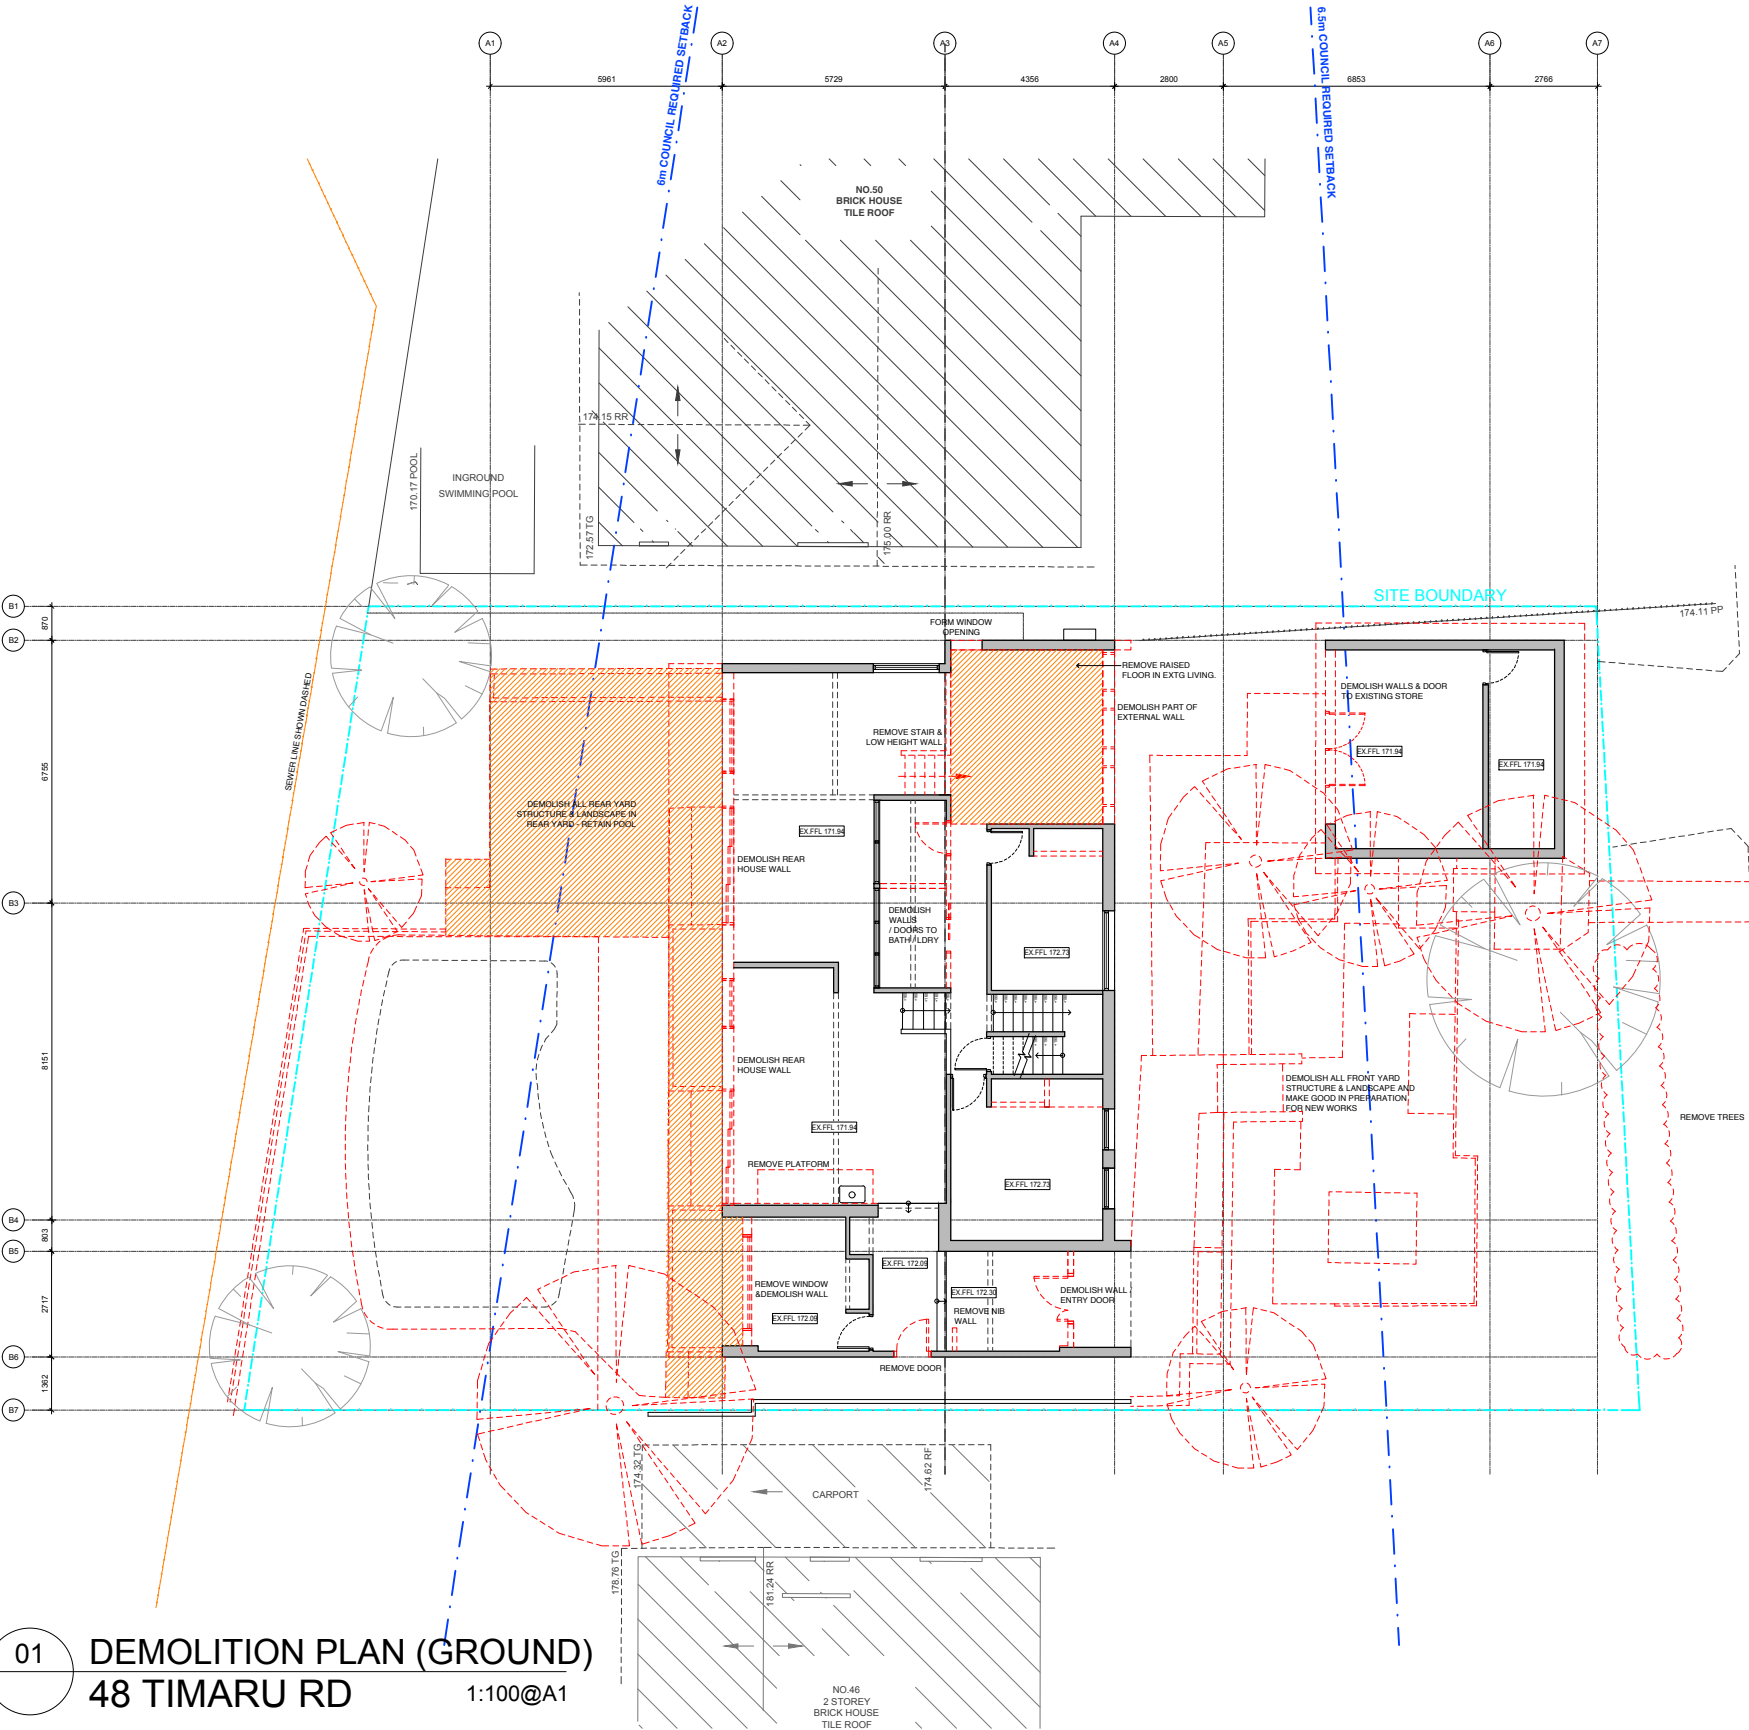 A1
A2
A3
A4
A5
A6
A7
5961
5729
4356
2800
6853
2766
6m COUNCIL REQUIRED SETBACK
6.5m COUNCIL REQUIRED SETBACK
NO.50
BRICK HOUSE
TILE ROOF
174.15 RR
172.57 TG
175.00 RR
170.17 POOL
INGROUND
SWIMMING POOL
SEWER LINE SHOWN DASHED
SITE BOUNDARY
174.11 PP
B1
870
B2
6755
B3
8151
B4
803
B5
2717
B6
1362
B7
FORM WINDOW
OPENING
REMOVE RAISED
FLOOR IN EXTG LIVING.
DEMOLISH PART OF
EXTERNAL WALL
REMOVE STAIR &
LOW HEIGHT WALL
DEMOLISH WALLS & DOOR
TO EXISTING STORE
EX.FFL 171.94
EX.FFL 171.94
DEMOLISH ALL REAR YARD
STRUCTURE & LANDSCAPE IN
REAR YARD - RETAIN POOL
EX.FFL 171.94
DEMOLISH REAR
HOUSE WALL
DEMOLISH
WALLS
/ DOORS TO
BATH / LDRY
EX.FFL 172.73
DEMOLISH REAR
HOUSE WALL
EX.FFL 171.94
REMOVE PLATFORM
EX.FFL 172.73
DEMOLISH ALL FRONT YARD
STRUCTURE & LANDSCAPE AND
MAKE GOOD IN PREPARATION
FOR NEW WORKS
REMOVE TREES
EX.FFL 172.09
REMOVE WINDOW
&DEMOLISH WALL
EX.FFL 172.09
EX.FFL 172.30
REMOVE NIB
WALL
DEMOLISH WALL
ENTRY DOOR
REMOVE DOOR
174.32 TG
174.62 RF
CARPORT
178.76 TG
181.24 RR
NO.46
2 STOREY
BRICK HOUSE
TILE ROOF
01
DEMOLITION PLAN (GROUND)
48 TIMARU RD
1:100@A1